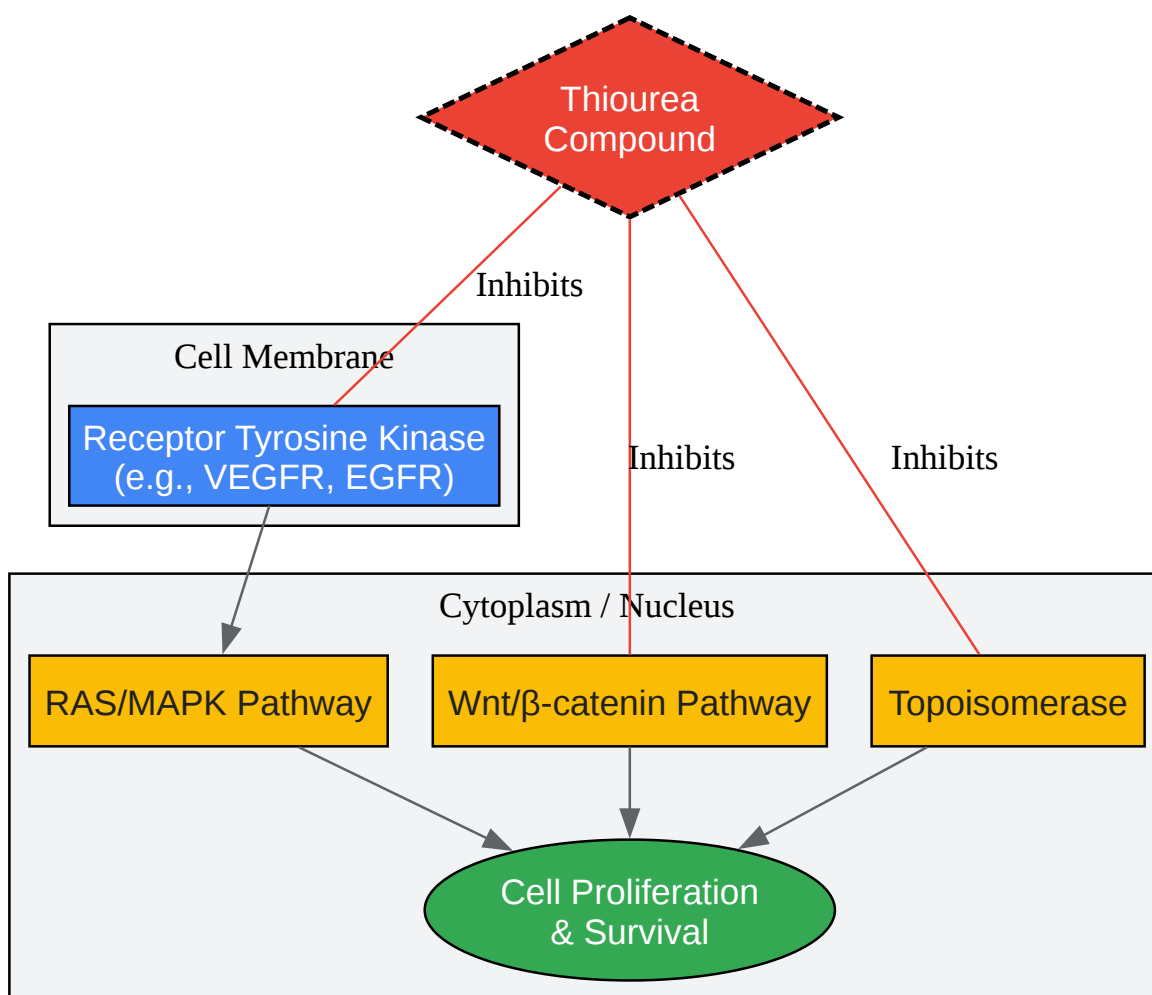 Thiourea
Compound
Inhibits
Cell Membrane
Receptor Tyrosine Kinase
(e.g., VEGFR, EGFR)
Inhibits
Inhibits
Cytoplasm / Nucleus
RAS/MAPK Pathway
Wnt/β-catenin Pathway
Topoisomerase
Cell Proliferation
& Survival